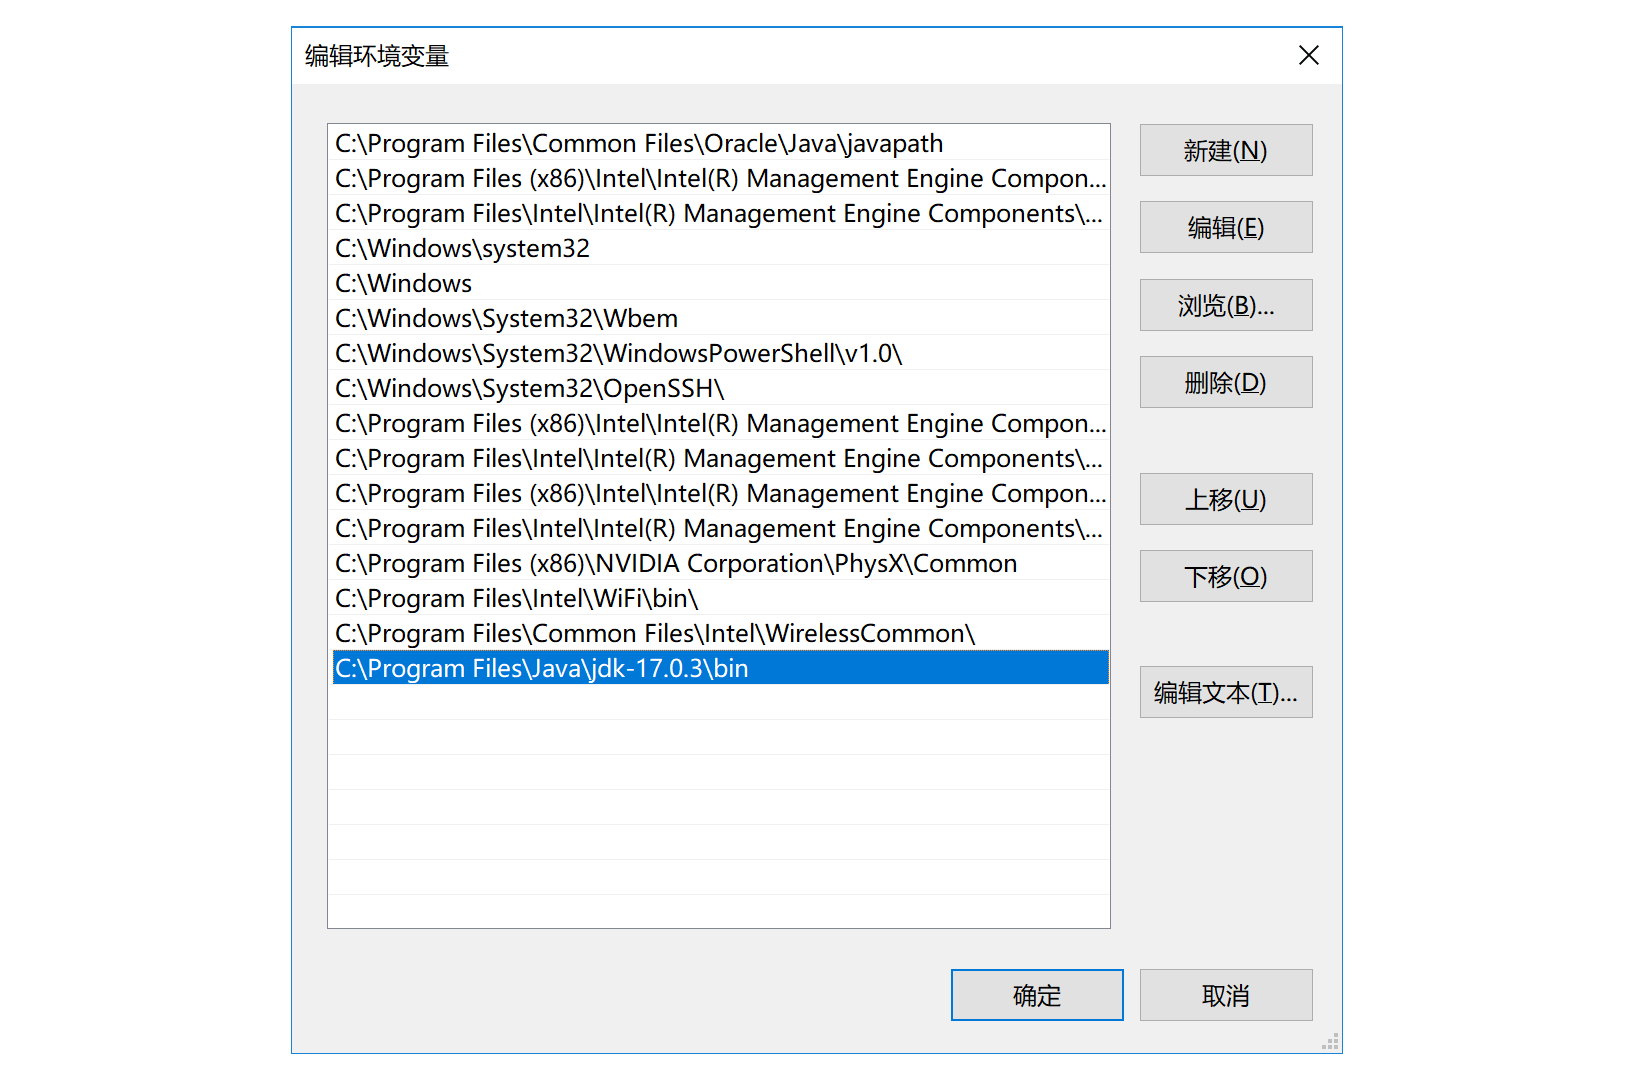 编辑环境变量
C:\Program Files\Common Files\Oracle\Java\javapath
C:\Program Files (x86)\Intel\Intel(R) Management Engine Compon...
C:\Program Files\Intel\Intel(R) Management Engine Components\...
C:\Windows\system32
C:\Windows
C:\Windows\System32\Wbem
C:\Windows\System32\WindowsPowerShell\v1.0\
C:\Windows\System32\OpenSSH\
C:\Program Files (x86)\Intel\Intel(R) Management Engine Compon...
C:\Program Files\Intel\Intel(R) Management Engine Components\...
C:\Program Files (x86)\Intel\Intel(R) Management Engine Compon...
C:\Program Files\Intel\Intel(R) Management Engine Components\...
C:\Program Files (x86)\NVIDIA Corporation\PhysX\Common
C:\Program Files\Intel\WiFi\bin\
C:\Program Files\Common Files\Intel\WirelessCommon\
C:\Program Files\Java\jdk-17.0.3\bin
新建(N)
编辑(E)
浏览(B)...
删除(D)
上移(U)
下移(O)
编辑文本(T)...
确定
取消